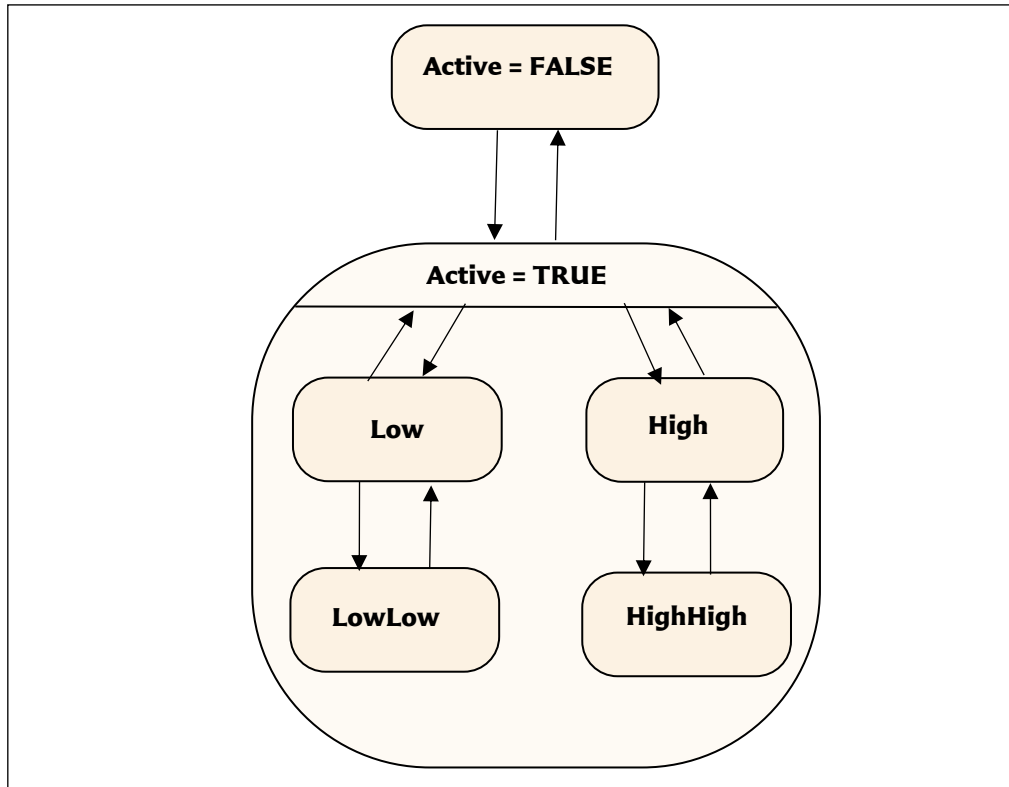 Active = FALSE
Active = TRUE
Low
High
LowLow
HighHigh